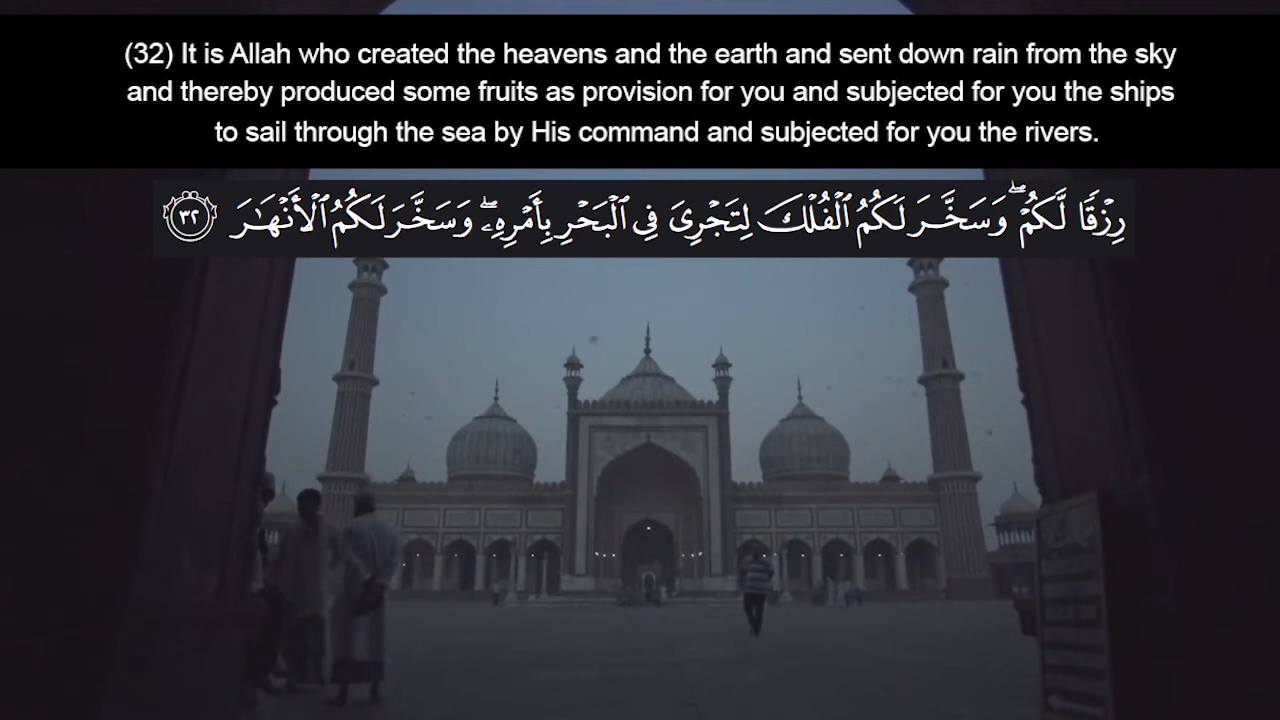 (32) It is Allah who created the heavens and the earth and sent down rain from the sky
and thereby produced some fruits as provision for you and subjected for you the ships
to sail through the sea by His command and subjected for you the rivers.
رِزْقًا لَّكُمْ ۖ وَسَخَّرَ لَكُمُ ٱلْفُلْكَ لِتَجْرِىَ فِى ٱلْبَحْرِ بِأَمْرِهِۦ ۖ وَسَخَّرَ لَكُمُ ٱلْأَنْهَـٰرَ ٣٢